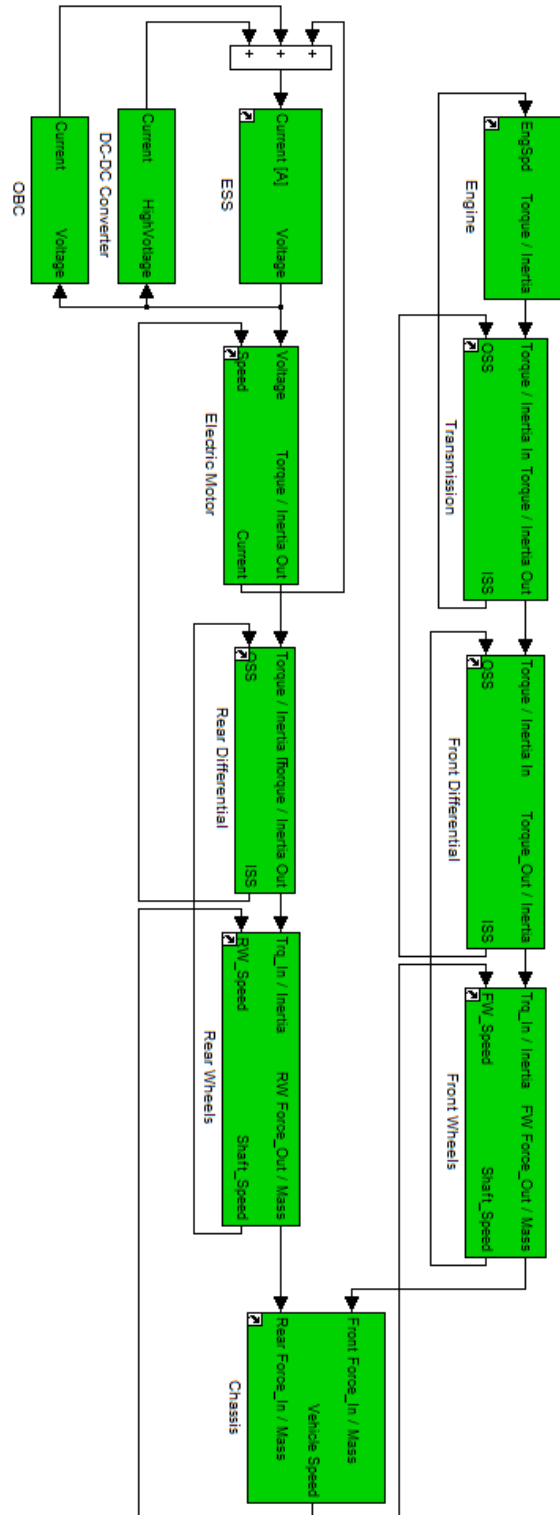 EngSpd Torque / Inertia
Engine
Torque / Inertia In Torque / Inertia Out
OSS ISS
Transmission
Torque / Inertia In Torque_Out / Inertia
OSS ISS
Front Differential
Trq_In / Inertia FW Force_Out / Mass
FW_Speed Shaft_Speed
Front Wheels
+
+
+
Current [A] Voltage
ESS
Current HighVotlage
DC-DC Converter
Current Voltage
OBC
Voltage Torque / Inertia Out
Speed Current
Electric Motor
Torque / Inertia In Torque / Inertia Out
OSS ISS
Rear Differential
Trq_In / Inertia RW Force_Out / Mass
RW_Speed Shaft_Speed
Rear Wheels
Front Force_In / Mass
Vehicle Speed
Rear Force_In / Mass
Chassis